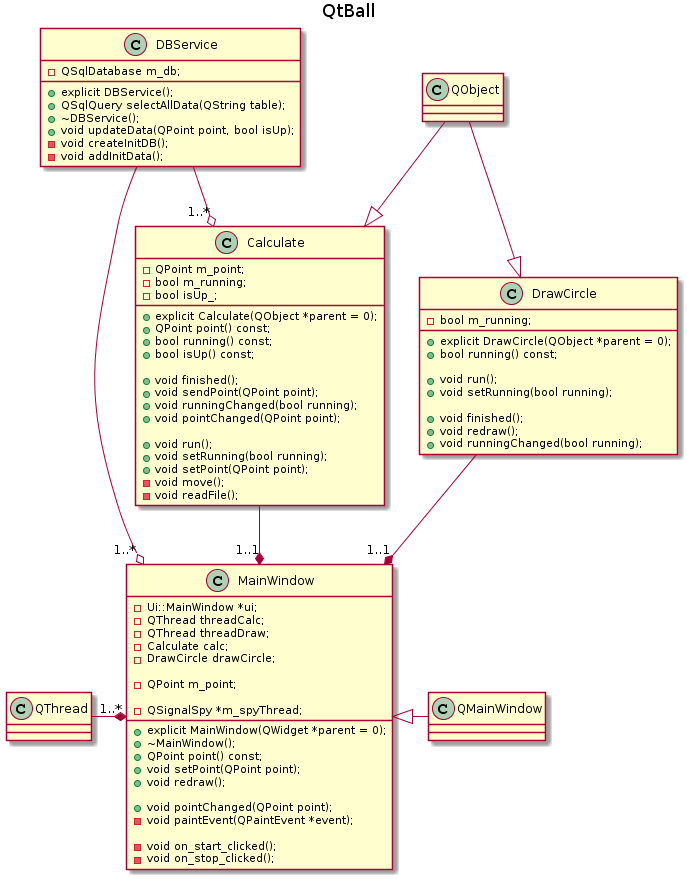 QtBall
C DBService
QSqlDatabase m_db;
explicit DBService();
QSqlQuery selectAllData(QString table);
~DBService();
void updateData(QPoint point, bool isUp);
void createInitDB();
void addInitData();
C QObject
1..*
C Calculate
QPoint m_point;
bool m_running;
bool isUp_;
explicit Calculate(QObject *parent = 0);
QPoint point() const;
bool running() const;
bool isUp() const;
void finished();
void sendPoint(QPoint point);
void runningChanged(bool running);
void pointChanged(QPoint point);
void run();
void setRunning(bool running);
void setPoint(QPoint point);
void move();
void readFile();
C DrawCircle
bool m_running;
explicit DrawCircle(QObject *parent = 0);
bool running() const;
void run();
void setRunning(bool running);
void finished();
void redraw();
void runningChanged(bool running);
1..*
1..1
1..1
C MainWindow
Ui::MainWindow *ui;
QThread threadCalc;
QThread threadDraw;
Calculate calc;
DrawCircle drawCircle;
QPoint m_point;
QSignalSpy *m_spyThread;
explicit MainWindow(QWidget *parent = 0);
~MainWindow();
QPoint point() const;
void setPoint(QPoint point);
void redraw();
void pointChanged(QPoint point);
void paintEvent(QPaintEvent *event);
void on_start_clicked();
void on_stop_clicked();
C QThread
1..*
C QMainWindow